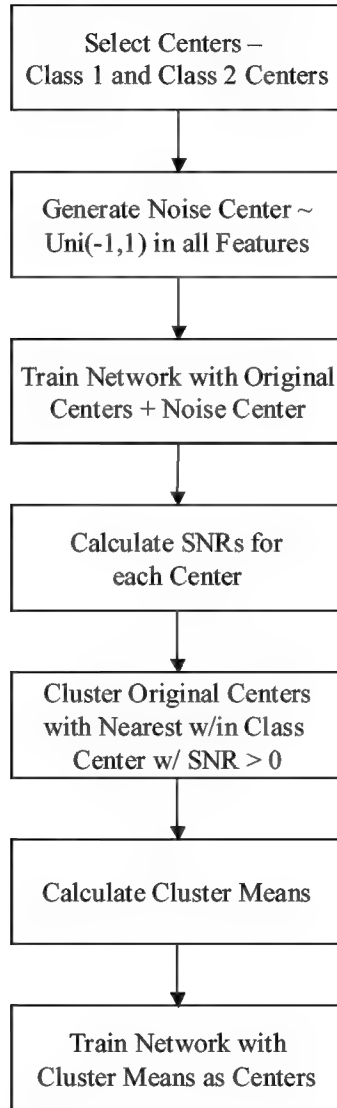 Select Centers –
Class 1 and Class 2 Centers
Generate Noise Center ~
Uni(-1,1) in all Features
Train Network with Original
Centers + Noise Center
Calculate SNRs for
each Center
Cluster Original Centers
with Nearest w/in Class
Center w/ SNR > 0
Calculate Cluster Means
Train Network with
Cluster Means as Centers